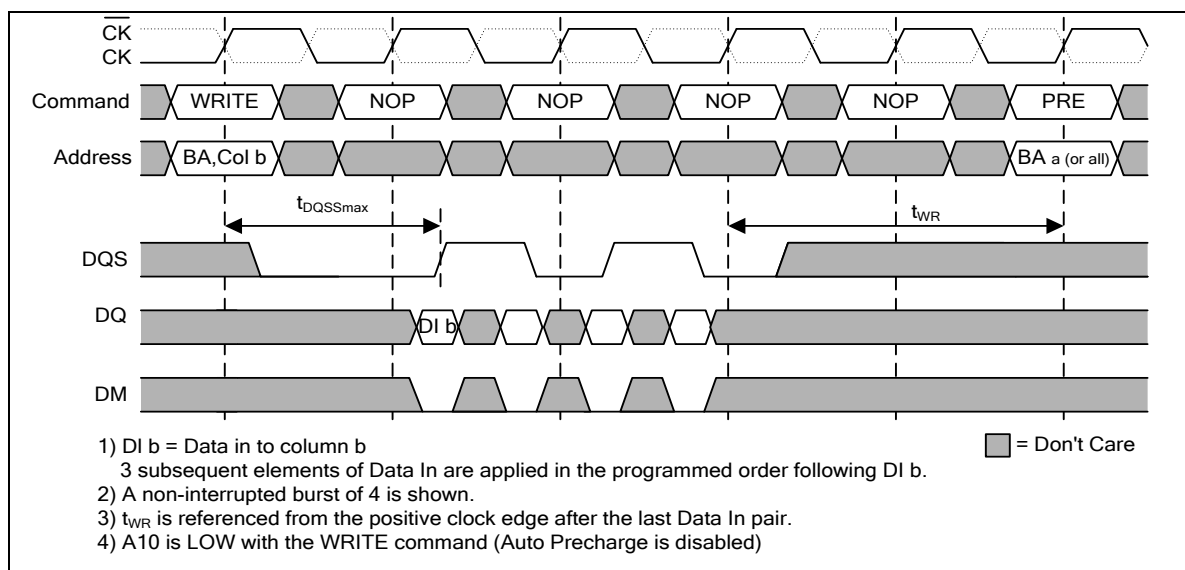 CK
CK
Command WRITE NOP NOP NOP NOP PRE
Address BA,Col b BA a (or all)
tDQSSmax tWR
DQS
DQ DI b
DM
1) DI b = Data in to column b
3 subsequent elements of Data In are applied in the programmed order following DI b.
2) A non-interrupted burst of 4 is shown.
3) tWR is referenced from the positive clock edge after the last Data In pair.
4) A10 is LOW with the WRITE command (Auto Precharge is disabled)
= Don't Care